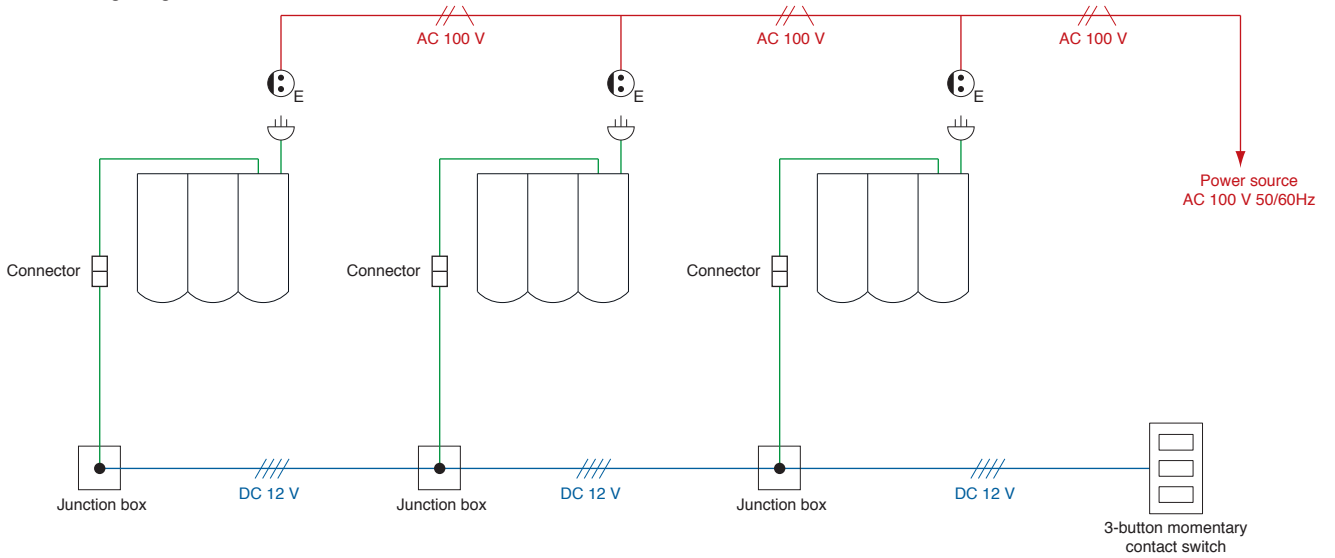 AC 100 V
AC 100 V
AC 100 V
E
E
E
Power source
AC 100 V 50/60Hz
Connector
Connector
Connector
DC 12 V
DC 12 V
DC 12 V
Junction box
Junction box
Junction box
3-button momentary
contact switch